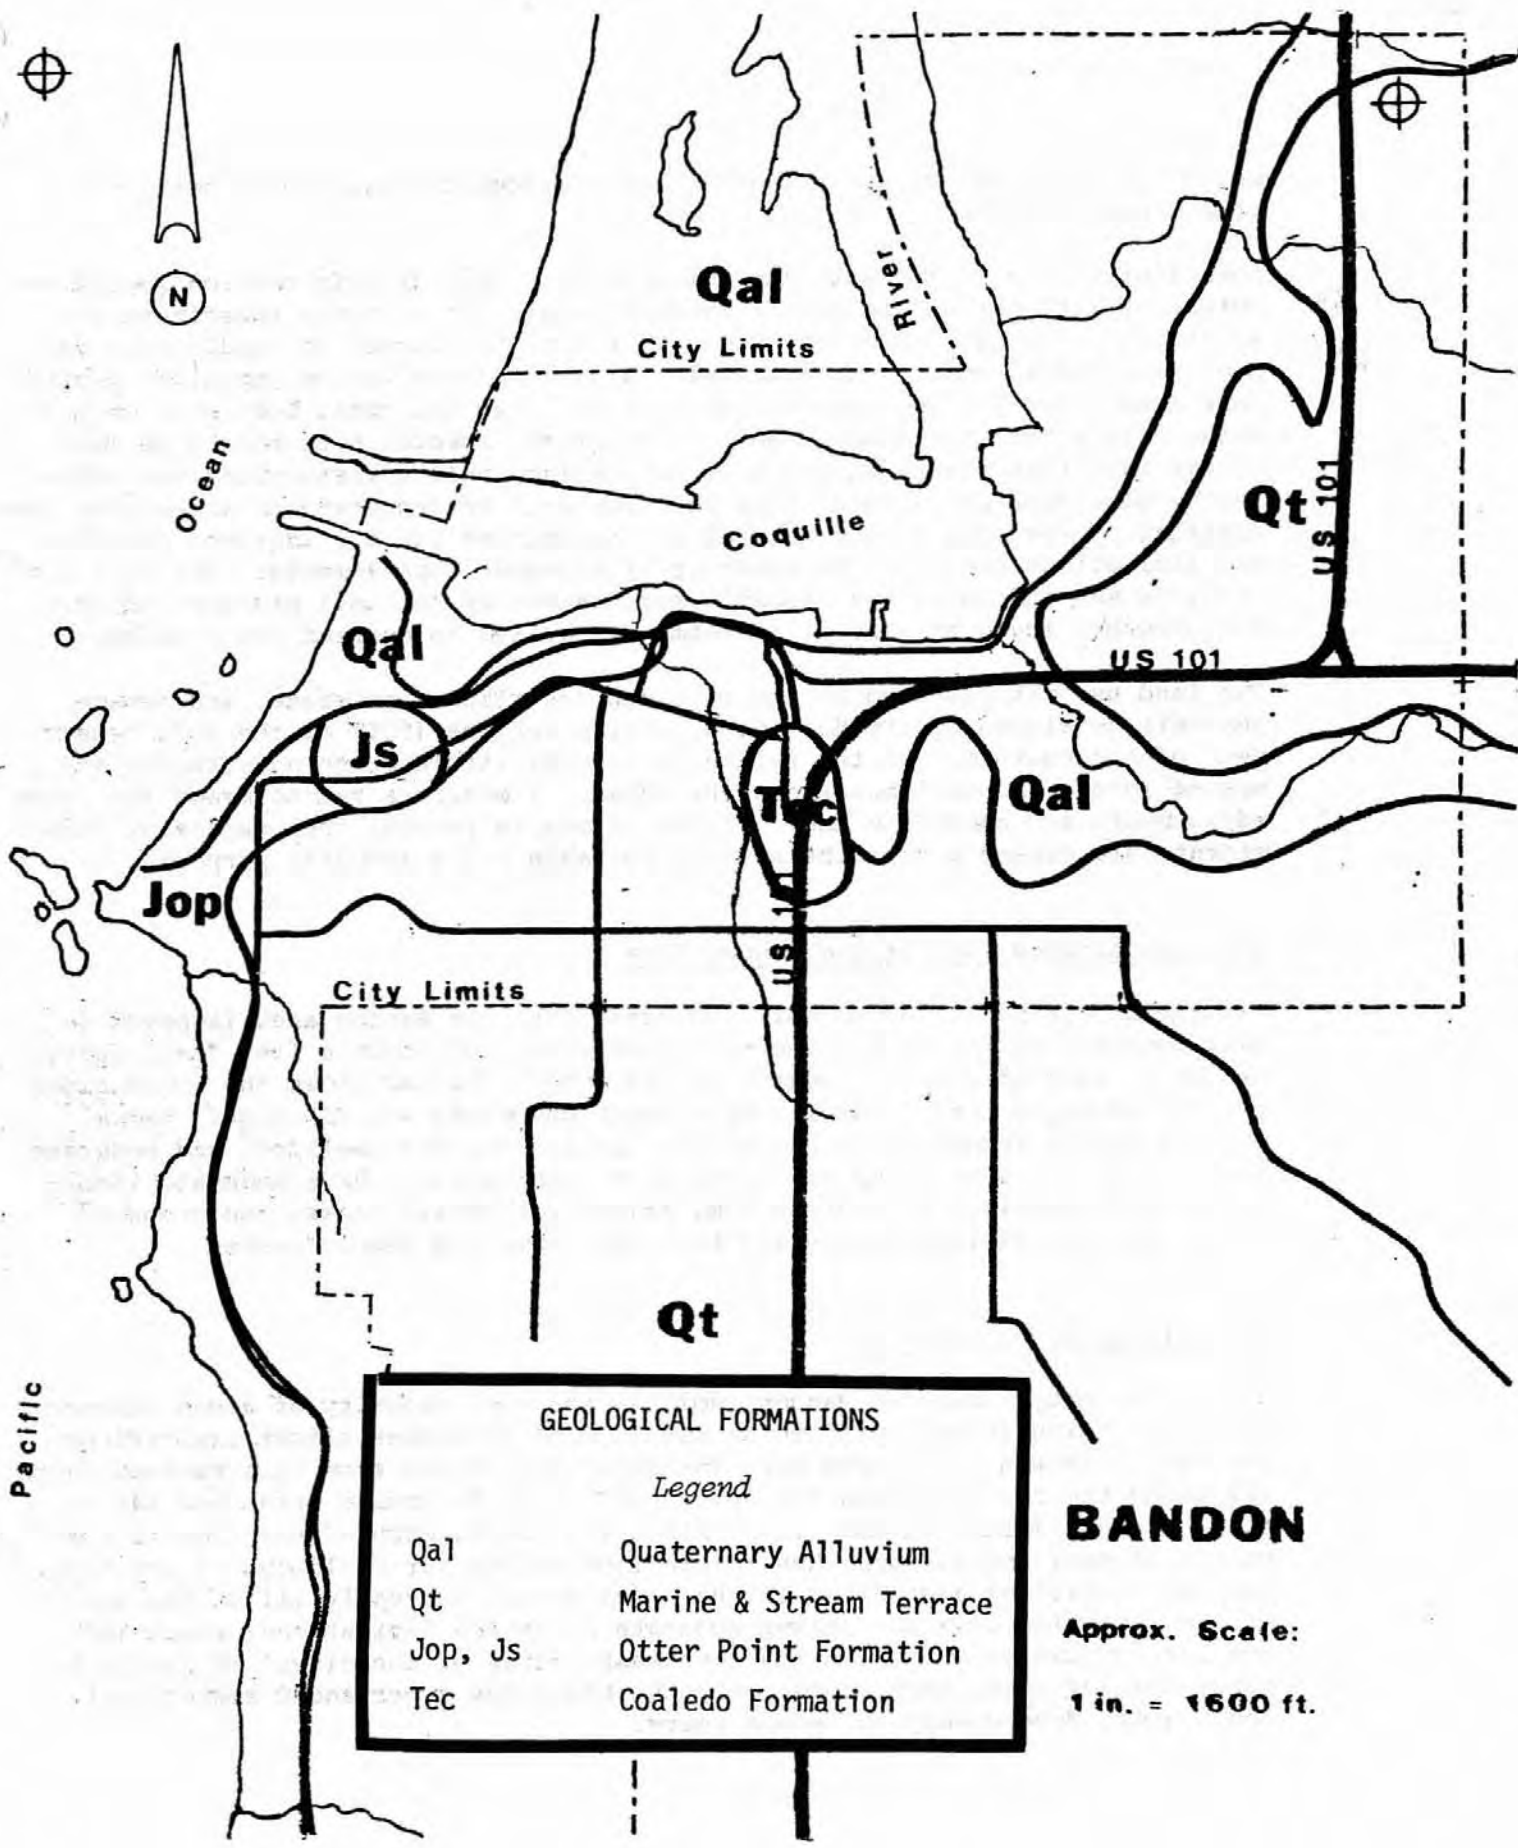 N
Qal
River
City Limits
Ocean
Coquille
Qt
US 101
Qal
US 101
Js
Tec
Qal
Jop
US 101
City Limits
Qt
Pacific
GEOLOGICAL FORMATIONS
Legend
Qal Quaternary Alluvium
Qt Marine & Stream Terrace
Jop, Js Otter Point Formation
Tec Coaledo Formation
BANDON
Approx. Scale:
1 in. = 1600 ft.